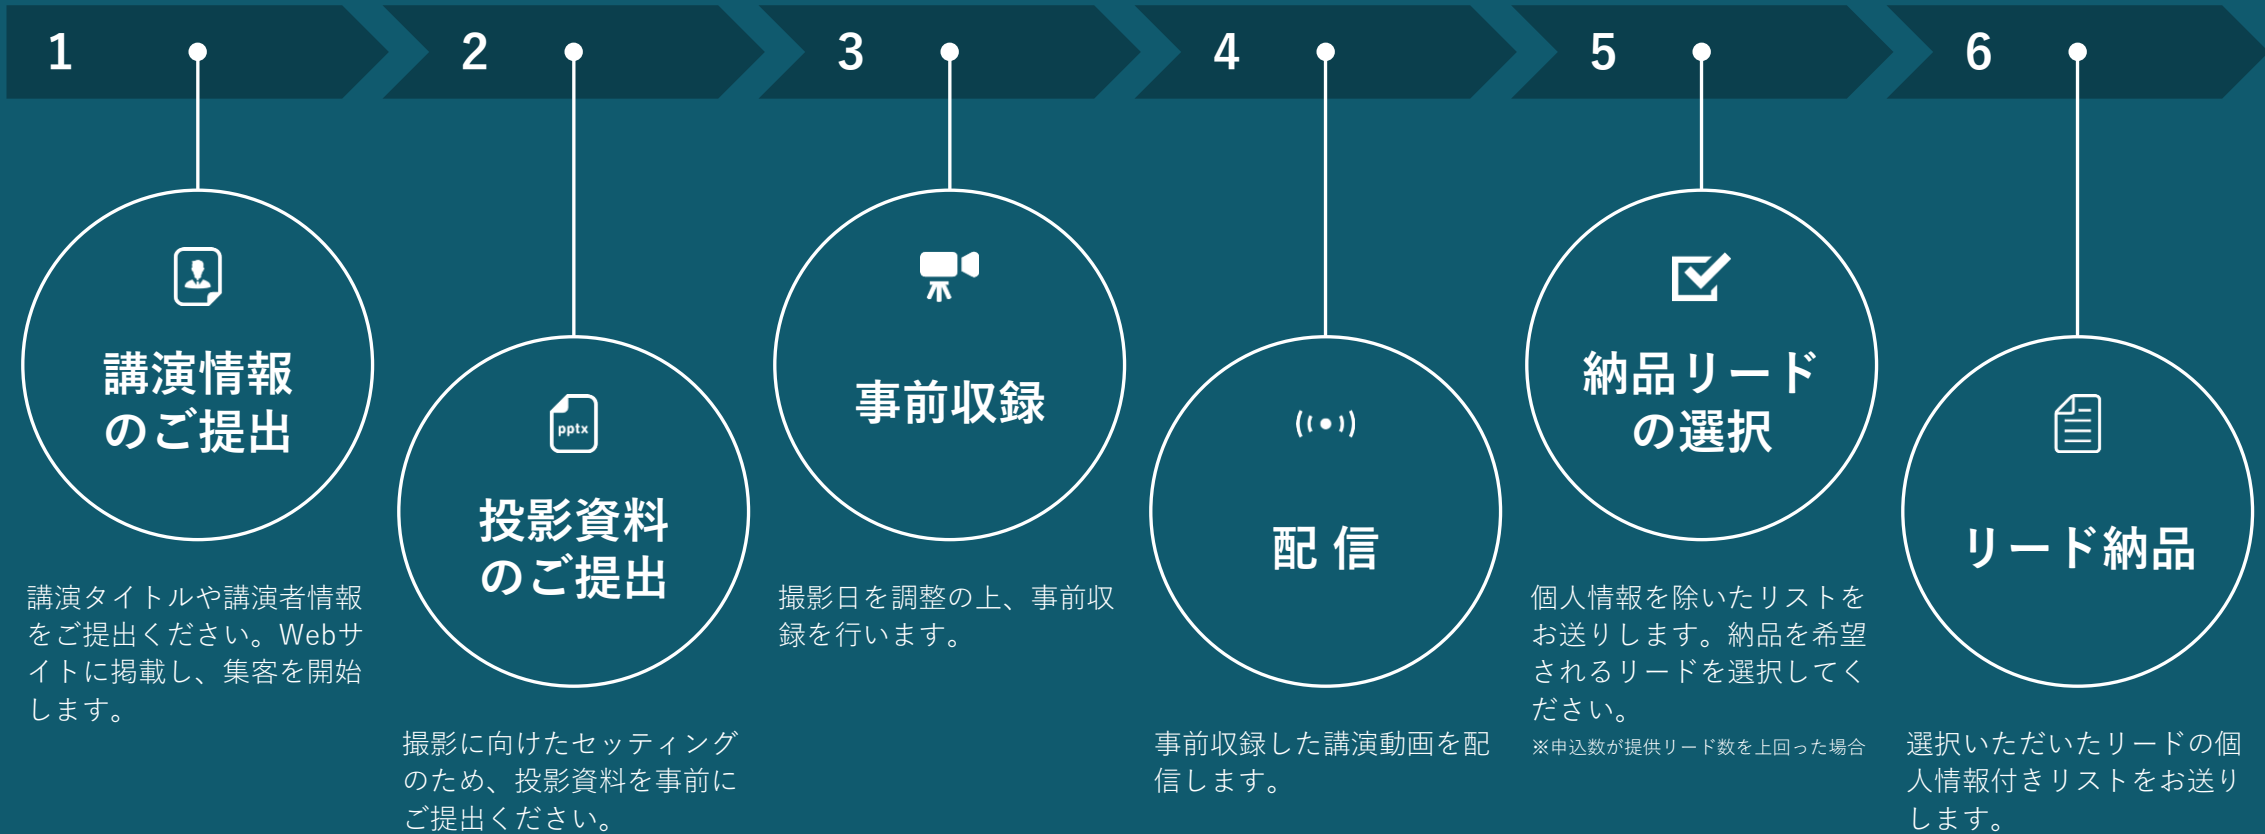 1
講演情報
のご提出
講演タイトルや講演者情報
をご提出ください。Webサ
イトに掲載し、集客を開始
します。
2
pptx
投影資料
のご提出
撮影に向けたセッティング
のため、投影資料を事前に
ご提出ください。
3
事前収録
撮影日を調整の上、事前収
録を行います。
4
配 信
事前収録した講演動画を配
信します。
5
納品リード
の選択
個人情報を除いたリストを
お送りします。納品を希望
されるリードを選択してく
ださい。
※申込数が提供リード数を上回った場合
6
リード納品
選択いただいたリードの個
人情報付きリストをお送り
します。